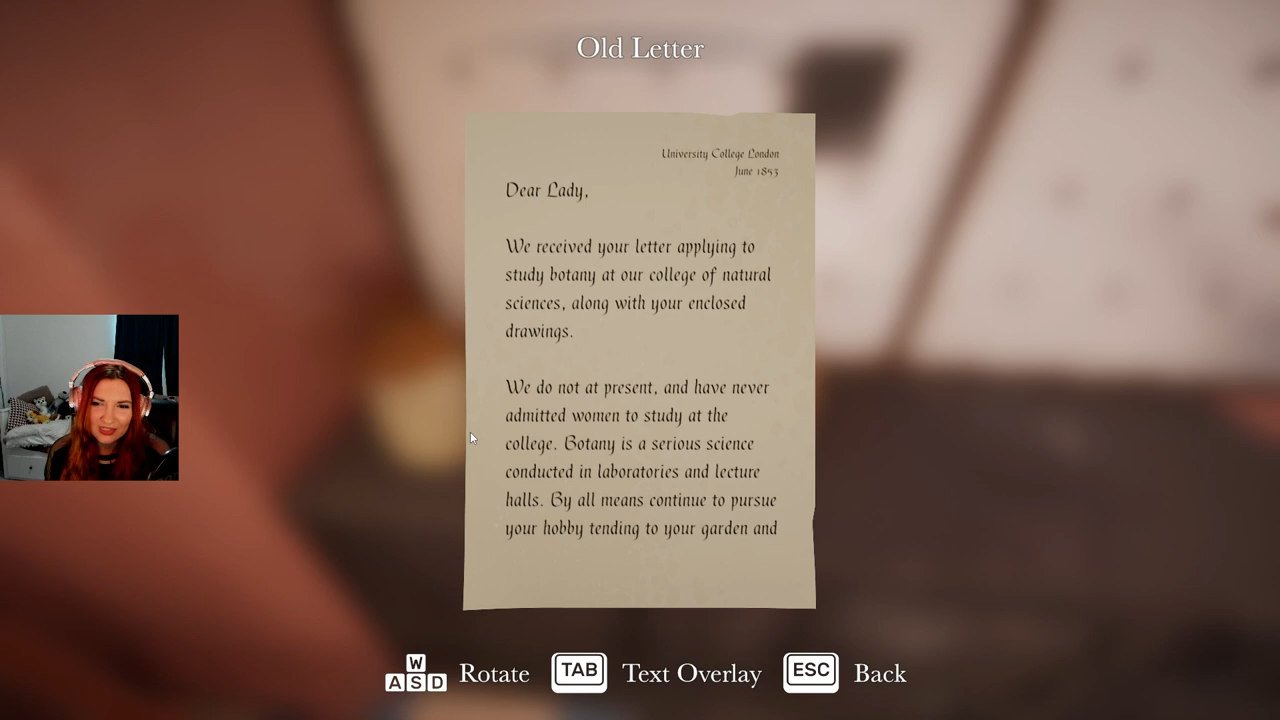 Old Letter
University College London
June 1853
Dear Lady,
We received your letter applying to
study botany at our college of natural
sciences, along with your enclosed
drawings.
We do not at present, and have never
admitted women to study at the
college. Botany is a serious science
conducted in laboratories and lecture
halls. By all means continue to pursue
your hobby tending to your garden and
W
A S D Rotate TAB Text Overlay ESC Back